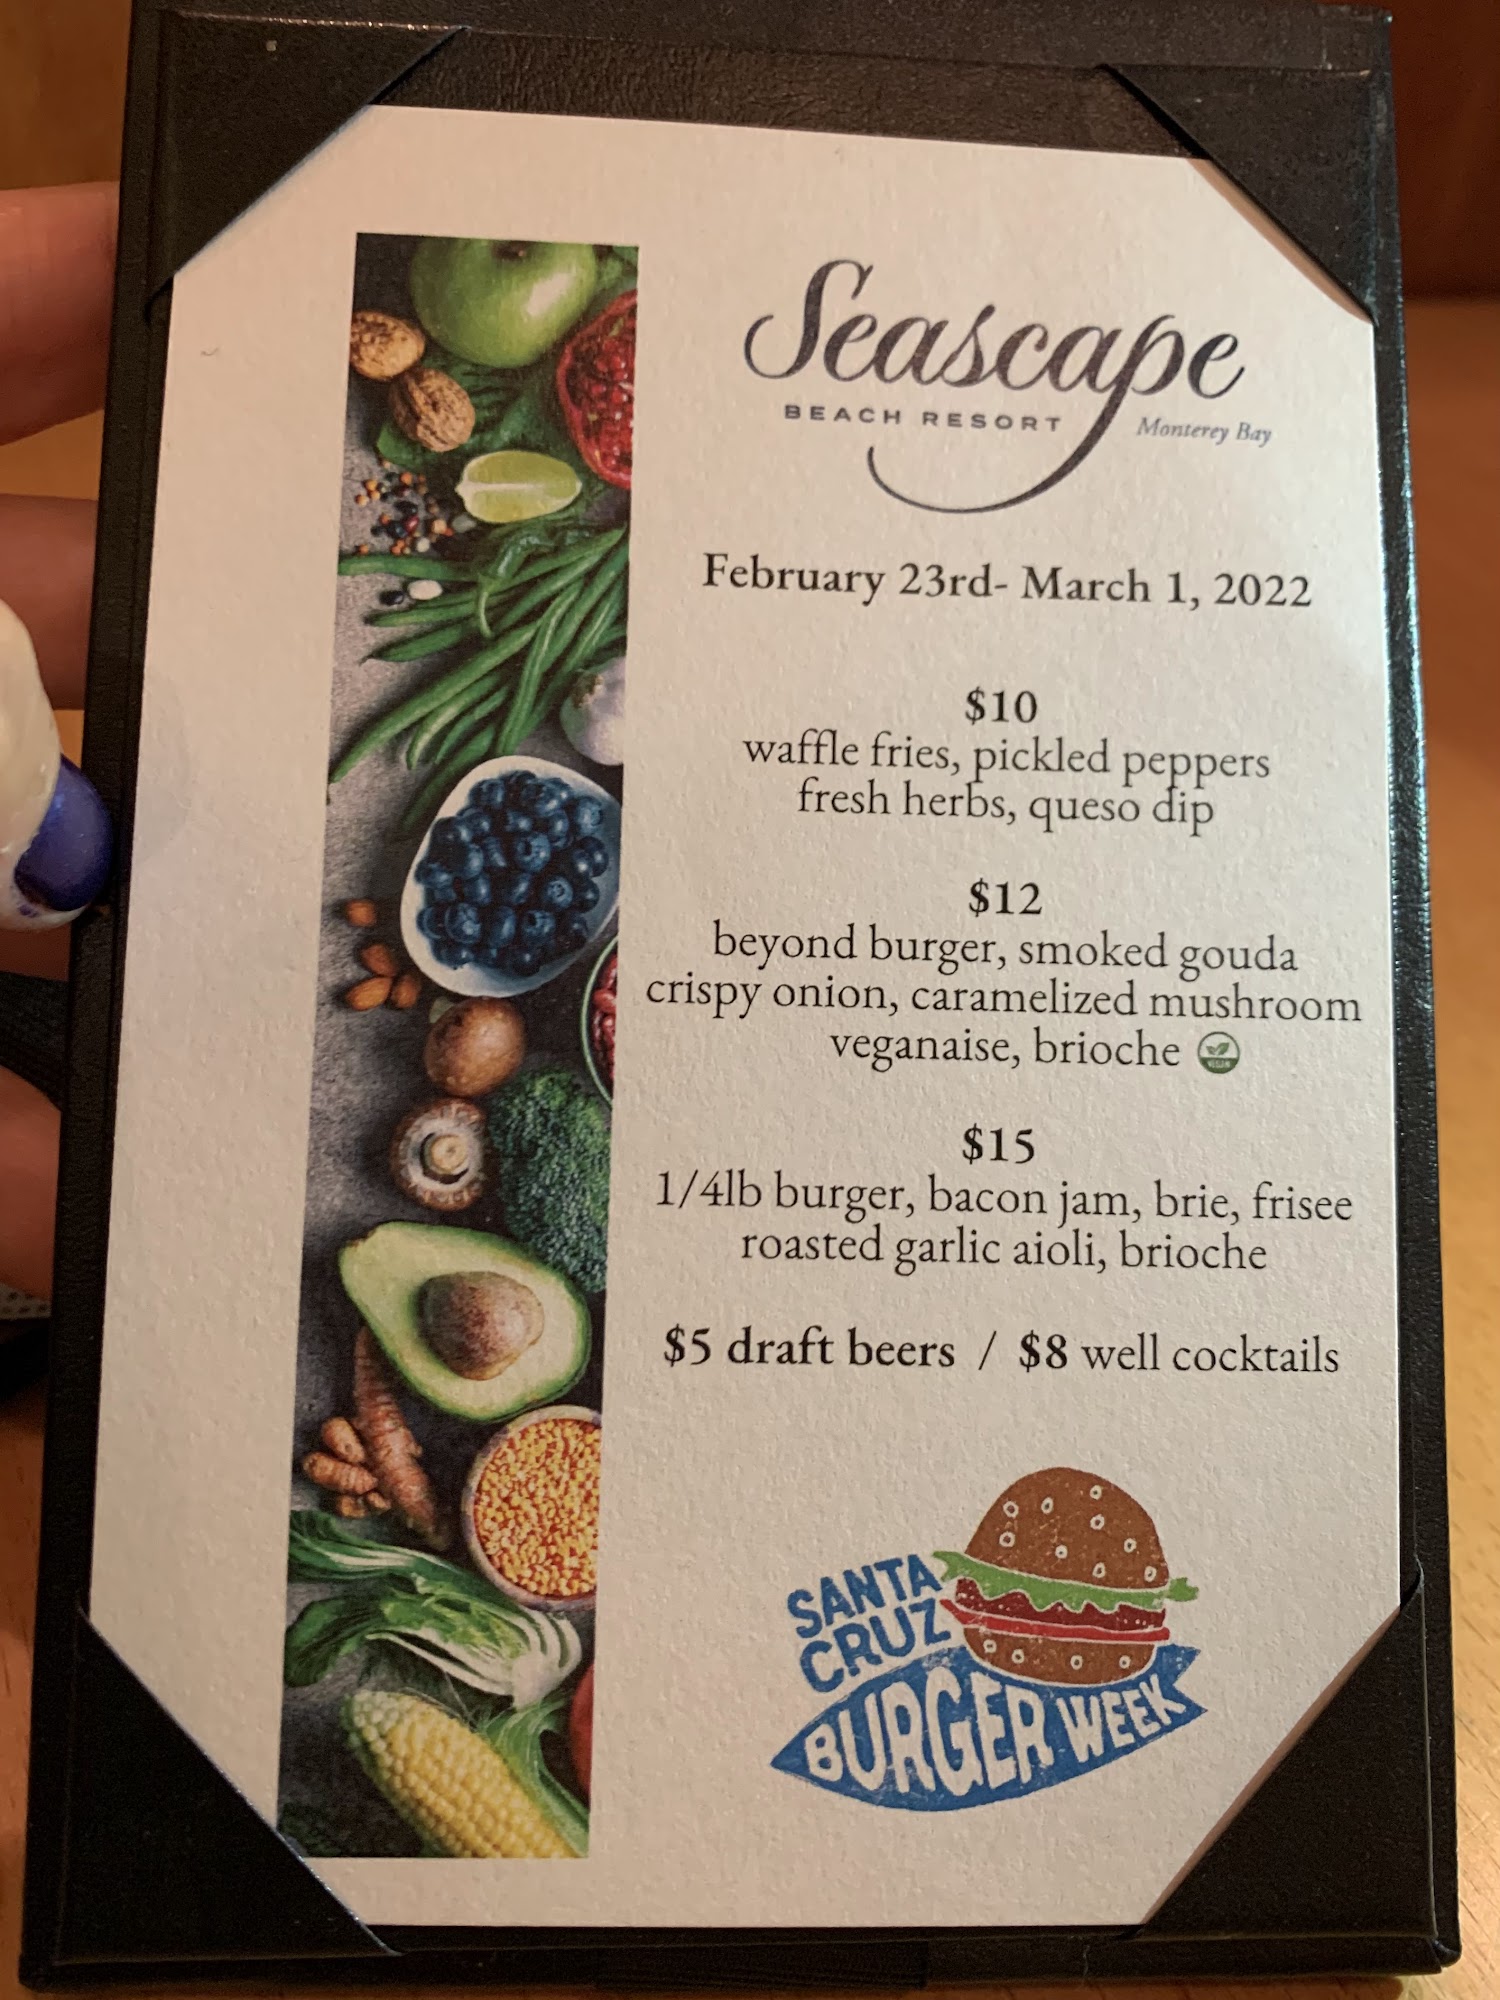 Seascape
BEACH RESORT
Monterey Bay
February 23rd- March 1, 2022
$10
waffle fries, pickled peppers
fresh herbs, queso dip
$12
beyond burger, smoked gouda
crispy onion, caramelized mushroom
veganaise, brioche
VEGAN
$15
1/4lb burger, bacon jam, brie, frisee
roasted garlic aioli, brioche
$5 draft beers / $8 well cocktails
SANTA
CRUZ
BURGER WEEK